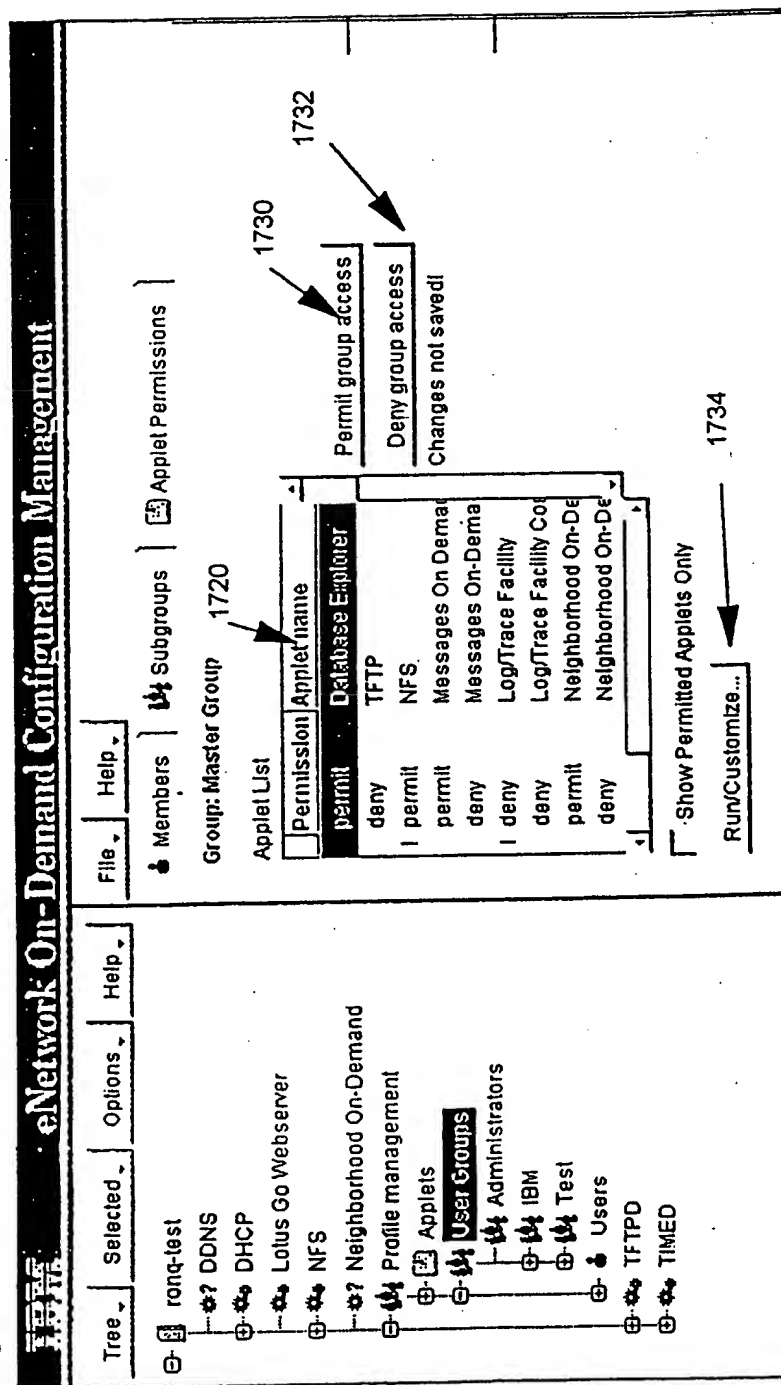 IBM eNetwork On-Demand Configuration Management
Tree Selected Options Help
ronq-test
? DDNS
DHCP
Lotus Go Webserver
NFS
? Neighborhood On-Demand
Profile management
Applets
User Groups
Administrators
IBM
Test
Users
TFTPD
TIMED
File Help
Members Subgroups Applet Permissions
Group: Master Group
1720
Applet List
Permission Applet name
permit Database Explorer
deny TFTP
permit NFS
permit Messages On Demad
deny Messages On-Dema
deny Log/Trace Facility
deny Log/Trace Facility Co
permit Neighborhood On-De
deny Neighborhood On-De
1730
Permit group access
1732
Deny group access
Changes not saved!
Show Permitted Applets Only
Run/Customize...
1734